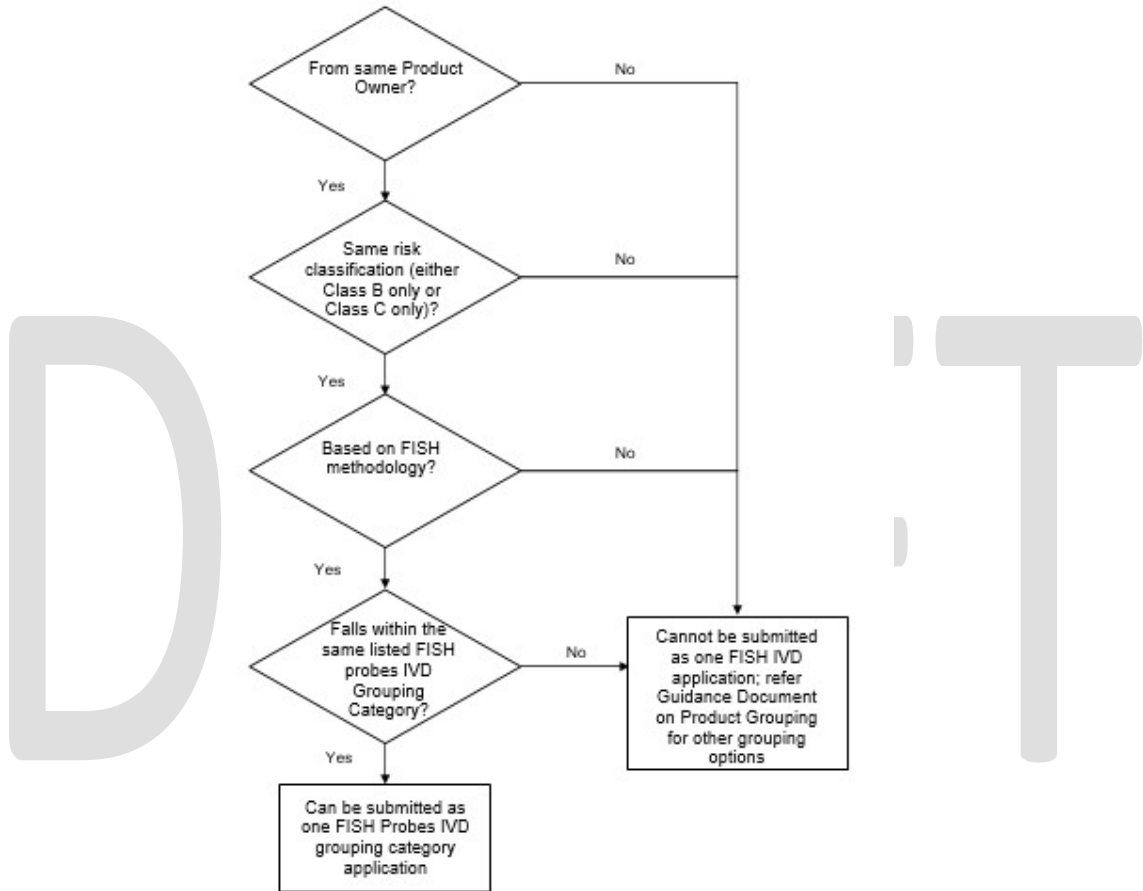 From same Product
Owner?
No
Yes
Same risk
classification (either
Class B only or
Class C only)?
No
Yes
Based on FISH
methodology?
No
Yes
Falls within the
same listed FISH
probes IVD
Grouping
Category?
No
Cannot be submitted
as one FISH IVD
application; refer
Guidance Document
on Product Grouping
for other grouping
options
Yes
Can be submitted as
one FISH Probes IVD
grouping category
application